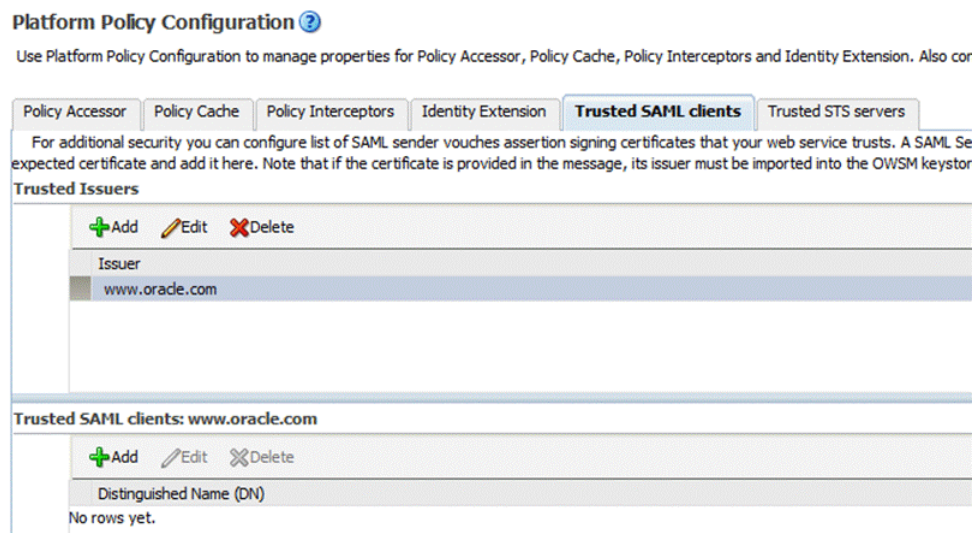 Platform Policy Configuration ?
Use Platform Policy Configuration to manage properties for Policy Accessor, Policy Cache, Policy Interceptors and Identity Extension. Also con
Policy Accessor Policy Cache Policy Interceptors Identity Extension Trusted SAML clients Trusted STS servers
For additional security you can configure list of SAML sender vouches assertion signing certificates that your web service trusts. A SAML Se
expected certificate and add it here. Note that if the certificate is provided in the message, its issuer must be imported into the OWSM keystor
Trusted Issuers
Add Edit Delete
Issuer
www.oracle.com
Trusted SAML clients: www.oracle.com
Add Edit Delete
Distinguished Name (DN)
No rows yet.